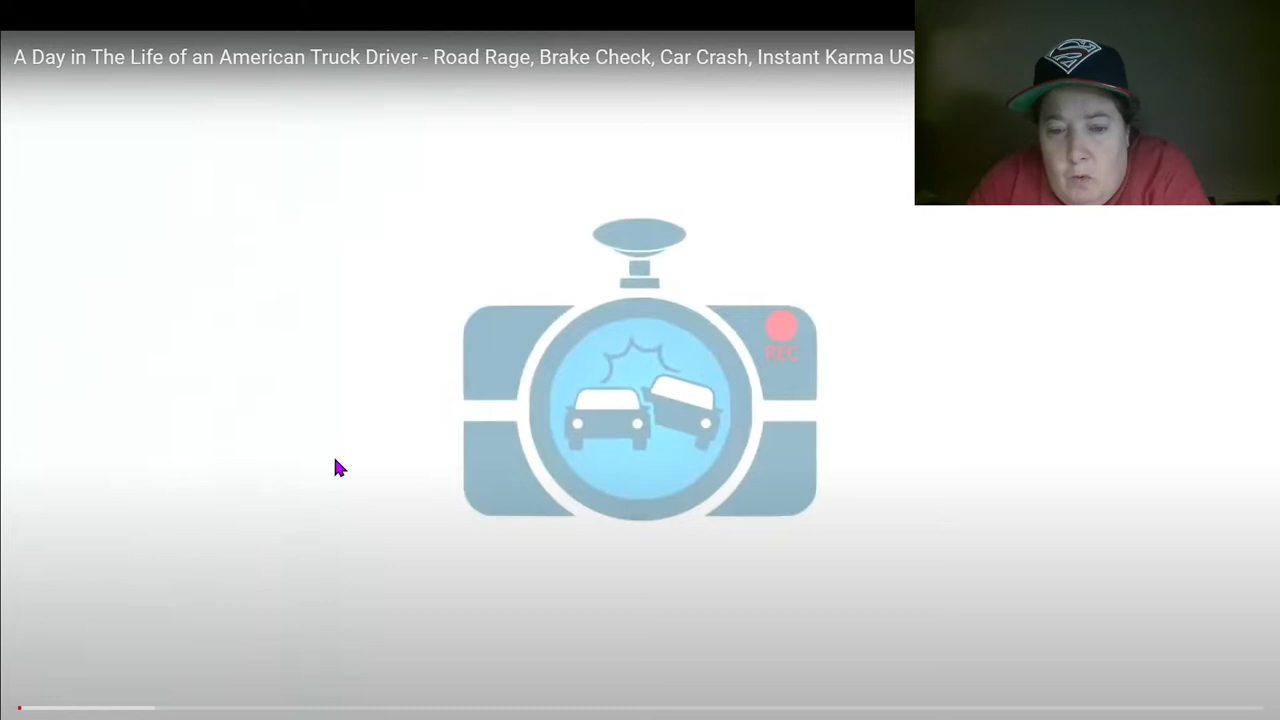 A Day in The Life of an American Truck Driver - Road Rage, Brake Check, Car Crash, Instant Karma US
REC